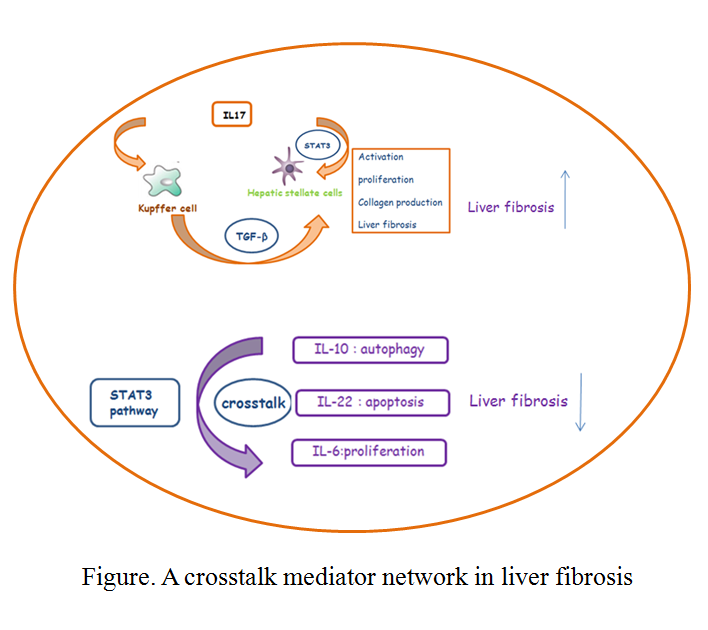 IL17
STAT3
Activation
proliferation
Collagen production
Liver fibrosis
Hepatic stellate cells
Kupffer cell
TGF-β
Liver fibrosis
STAT3
pathway
crosstalk
IL-10 : autophagy
IL-22 : apoptosis
IL-6:proliferation
Liver fibrosis
Figure. A crosstalk mediator network in liver fibrosis